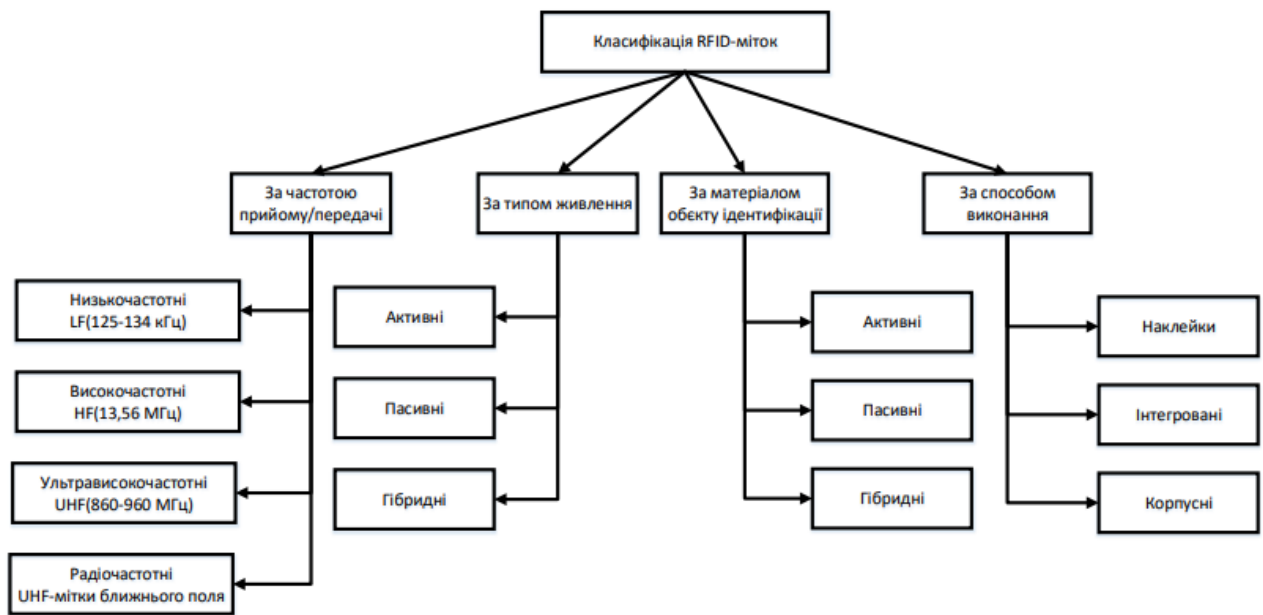 Класифікація RFID-міток
За частотою
прийому/передачі
За типом живлення
За матеріалом
обєкту ідентифікації
За способом
виконання
Низькочастотні
LF(125-134 кГц)
Високочастотні
HF(13,56 МГц)
Ультрависокочастотні
UHF(860-960 МГц)
Радіочастотні
UHF-мітки ближнього поля
Активні
Пасивні
Гібридні
Активні
Пасивні
Гібридні
Наклейки
Інтегровані
Корпусні